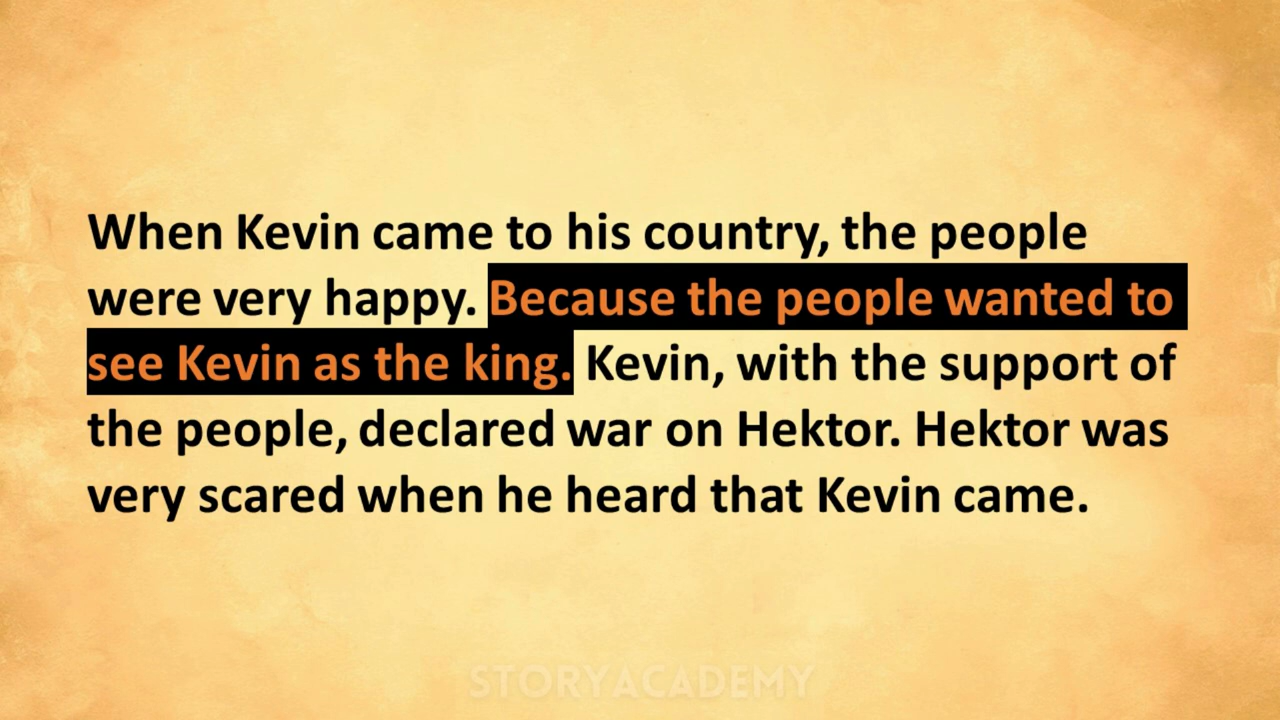 When Kevin came to his country, the people
were very happy. Because the people wanted to
see Kevin as the king. Kevin, with the support of
the people, declared war on Hektor. Hektor was
very scared when he heard that Kevin came.
STORYACADEMY